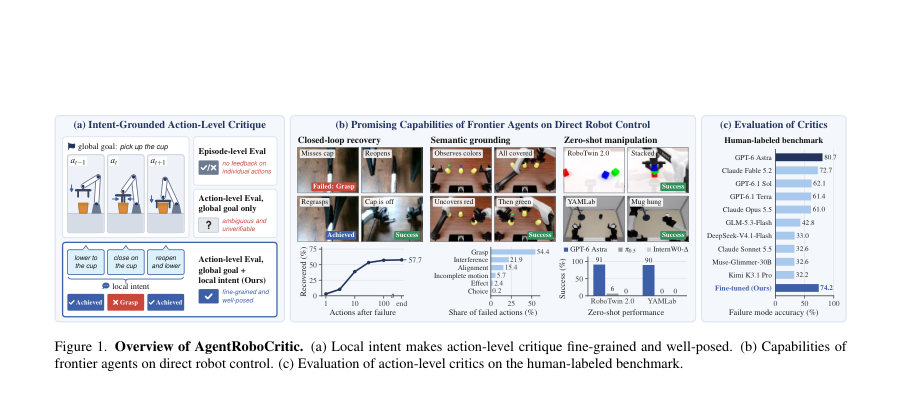 (a) Intent-Grounded Action-Level Critique
global goal: pick up the cup
a_{t−1}
a_t
a_{t+1}
Episode-level Eval
no feedback on
individual actions
Action-level Eval,
global goal only
?
ambiguous and
unverifiable
lower to
the cup
close on
the cup
reopen
and lower
local intent
Achieved
Grasp
Achieved
Action-level Eval,
global goal +
local intent (Ours)
fine-grained and
well-posed
(b) Promising Capabilities of Frontier Agents on Direct Robot Control
Closed-loop recovery
Misses cap
Failed: Grasp
Reopens
Regrasps
Achieved
Cap is off
Success
Recovered (%)
75
50
25
0
57.7
1
10
100
end
Actions after failure
Semantic grounding
Observes colors
All covered
Uncovers red
Then green
Success
Grasp
54.4
Interference
21.9
Alignment
15.4
Incomplete motion
5.7
Effect
2.4
Choice
0.2
0
25
50
Share of failed actions (%)
Zero-shot manipulation
RoboTwin 2.0
Stacked
Success
YAMLab
Mug hung
Success
GPT-6 Astra
π0.5
InternW0-Δ
Success (%)
100
50
0
91
6
0
90
0
0
RoboTwin 2.0
YAMLab
Zero-shot performance
(c) Evaluation of Critics
Human-labeled benchmark
GPT-6 Astra
80.7
Claude Fable 5.2
72.7
GPT-6.1 Sol
62.1
GPT-6.1 Terra
61.4
Claude Opus 5.5
61.0
GLM-5.3-Flash
42.8
DeepSeek-V4.1-Flash
33.0
Claude Sonnet 5.5
32.6
Muse-Glimmer-30B
32.6
Kimi K3.1 Pro
32.2
Fine-tuned (Ours)
74.2
0
50
100
Failure mode accuracy (%)
Figure 1. Overview of AgentRoboCritic. (a) Local intent makes action-level critique fine-grained and well-posed. (b) Capabilities of
frontier agents on direct robot control. (c) Evaluation of action-level critics on the human-labeled benchmark.